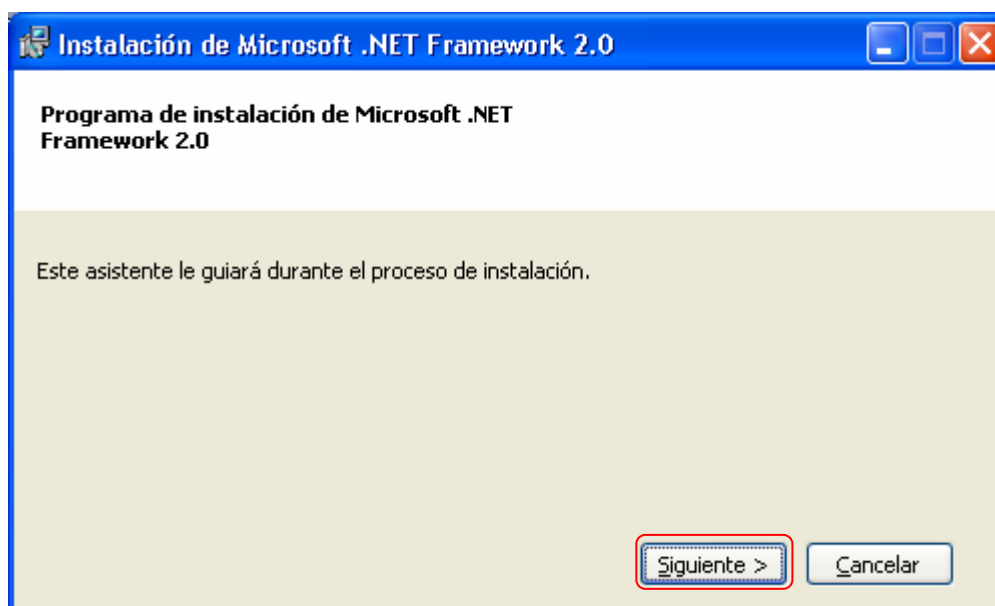 Instalación de Microsoft .NET Framework 2.0
Programa de instalación de Microsoft .NET
Framework 2.0
Este asistente le guiará durante el proceso de instalación.
Siguiente >
Cancelar